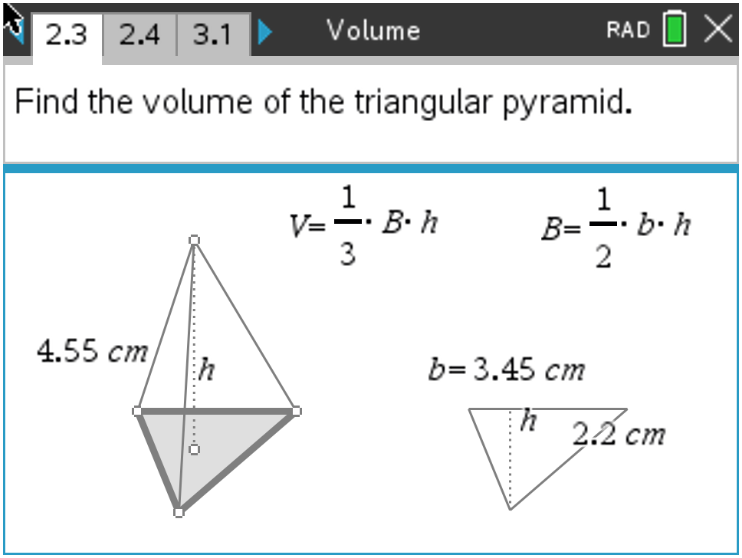 2.3 2.4 3.1 Volume RAD
Find the volume of the triangular pyramid.
V= 1/3 · B · h
B= 1/2 · b · h
4.55 cm
h
b= 3.45 cm
h
2.2 cm